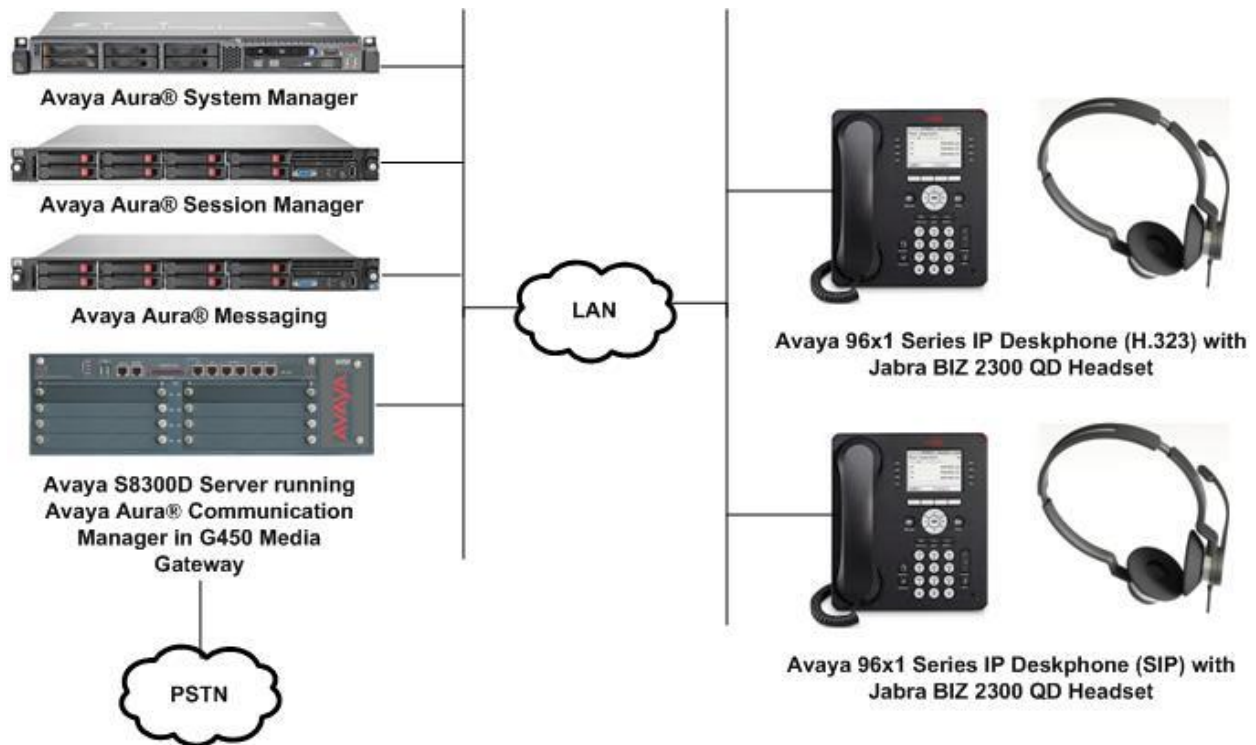 Avaya Aura® System Manager
Avaya Aura® Session Manager
Avaya Aura® Messaging
AVAYA
Avaya S8300D Server running
Avaya Aura® Communication
Manager in G450 Media
Gateway
PSTN
LAN
Avaya 96x1 Series IP Deskphone (H.323) with
Jabra BIZ 2300 QD Headset
Avaya 96x1 Series IP Deskphone (SIP) with
Jabra BIZ 2300 QD Headset